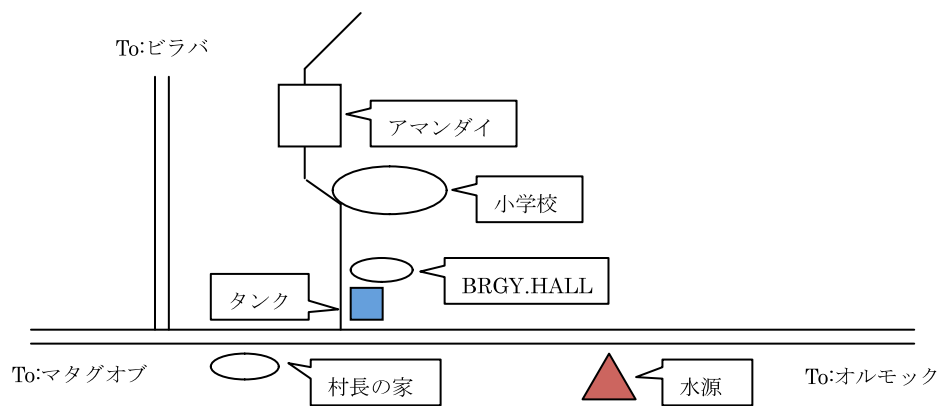 To:ビラバ
アマンダイ
小学校
BRGY.HALL
タンク
To:マタグオブ
村長の家
水源
To:オルモック